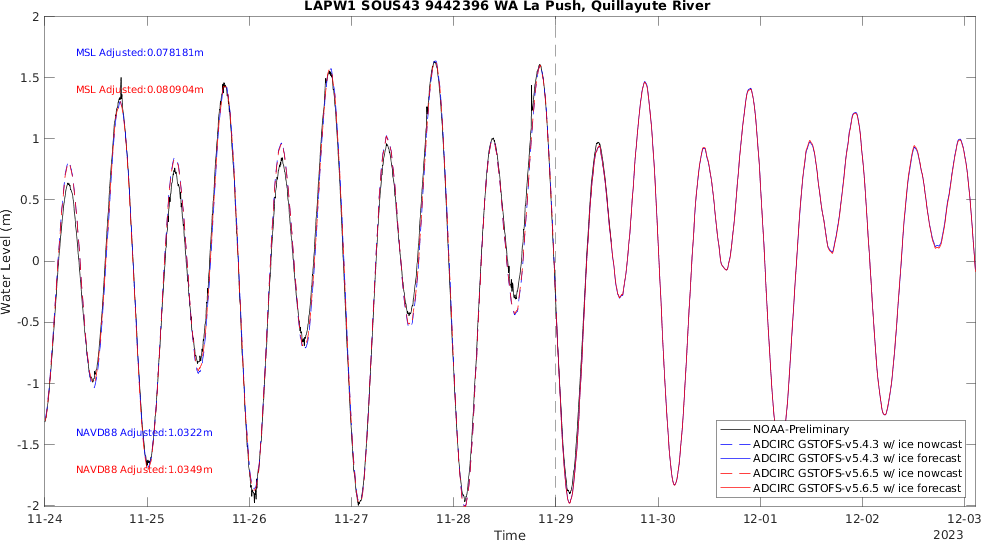 LAPW1 SOUS43 9442396 WA La Push, Quillayute River
2
1.5
1
0.5
0
-0.5
-1
-1.5
-2
Water Level (m)
MSL Adjusted:0.078181m
MSL Adjusted:0.080904m
NAVD88 Adjusted:1.0322m
NAVD88 Adjusted:1.0349m
NOAA-Preliminary
ADCIRC GSTOFS-v5.4.3 w/ ice nowcast
ADCIRC GSTOFS-v5.4.3 w/ ice forecast
ADCIRC GSTOFS-v5.6.5 w/ ice nowcast
ADCIRC GSTOFS-v5.6.5 w/ ice forecast
11-24 11-25 11-26 11-27 11-28 11-29 11-30 12-01 12-02 12-03
Time
2023